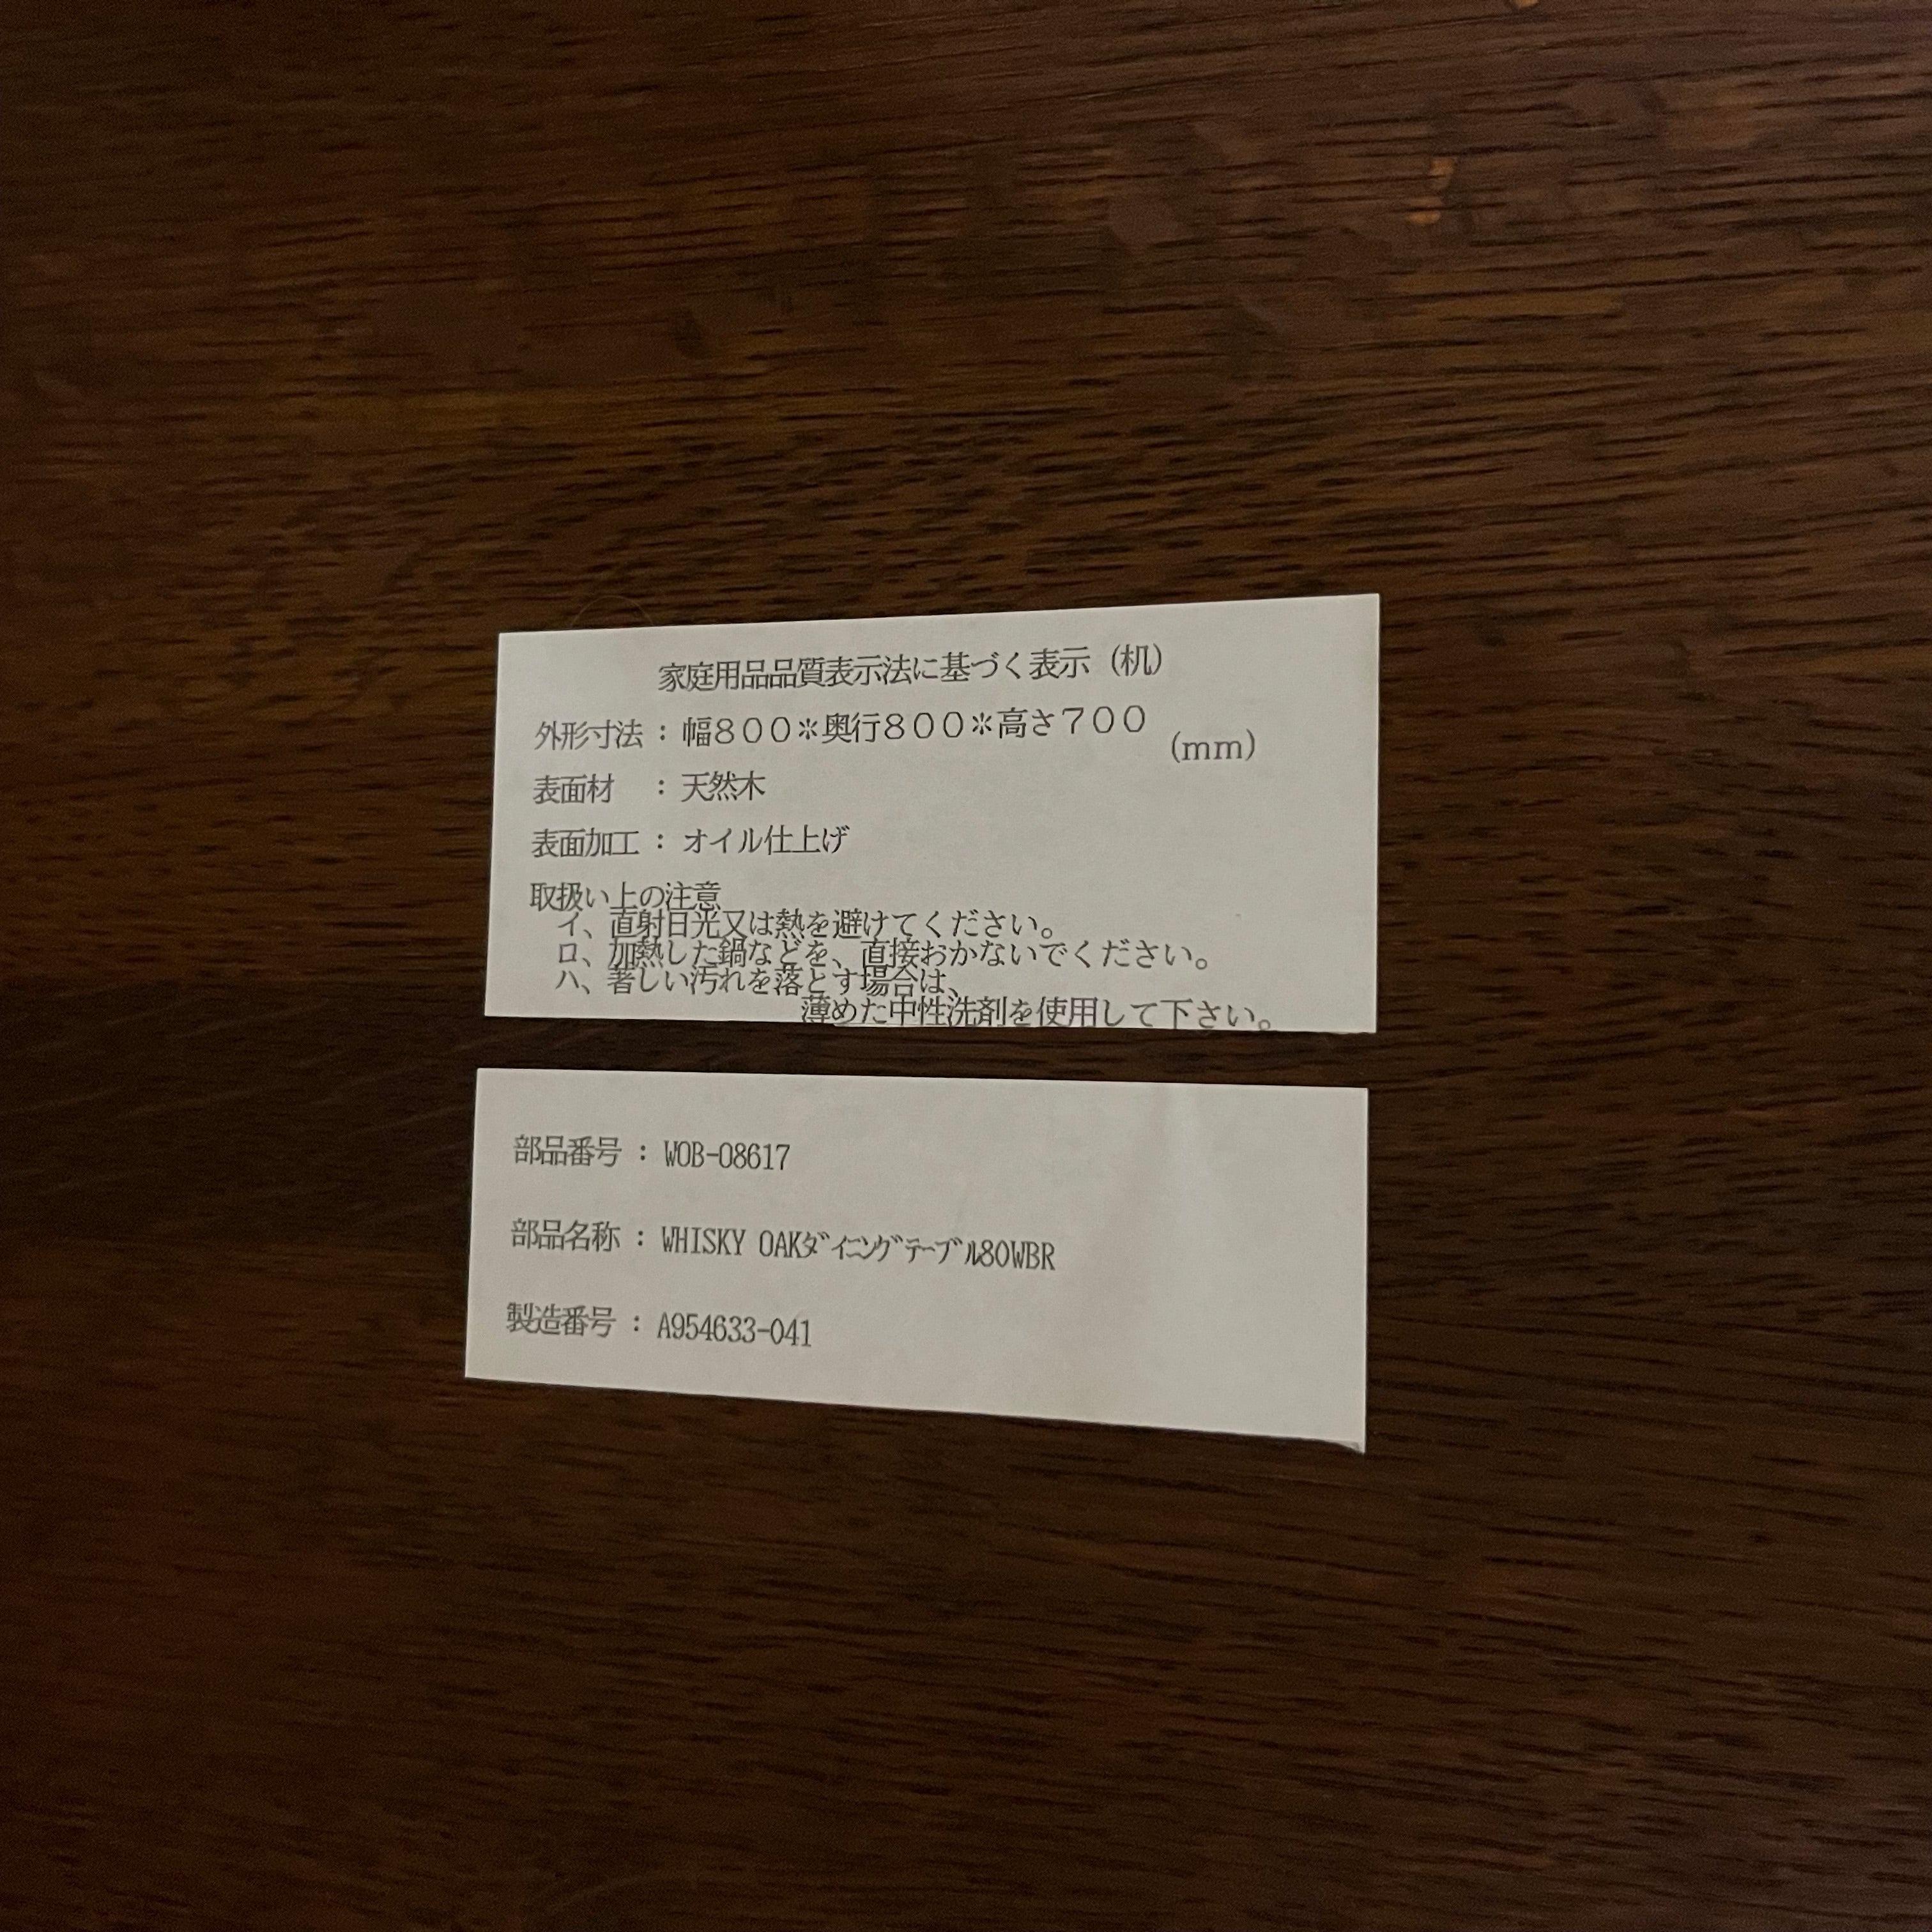 家庭用品品質表示法に基づく表示（机）
外形寸法：幅８００＊奥行８００＊高さ７００ (mm)
表面材　：天然木
表面加工：オイル仕上げ
取扱い上の注意
イ、直射日光又は熱を避けてください。
ロ、加熱した鍋などを、直接おかないでください。
ハ、著しい汚れを落とす場合は、
薄めた中性洗剤を使用して下さい。
部品番号：WOB-08617
部品名称：WHISKY OAKﾀﾞｲﾆﾝｸﾞﾃｰﾌﾞﾙ80WBR
製造番号：A954633-041